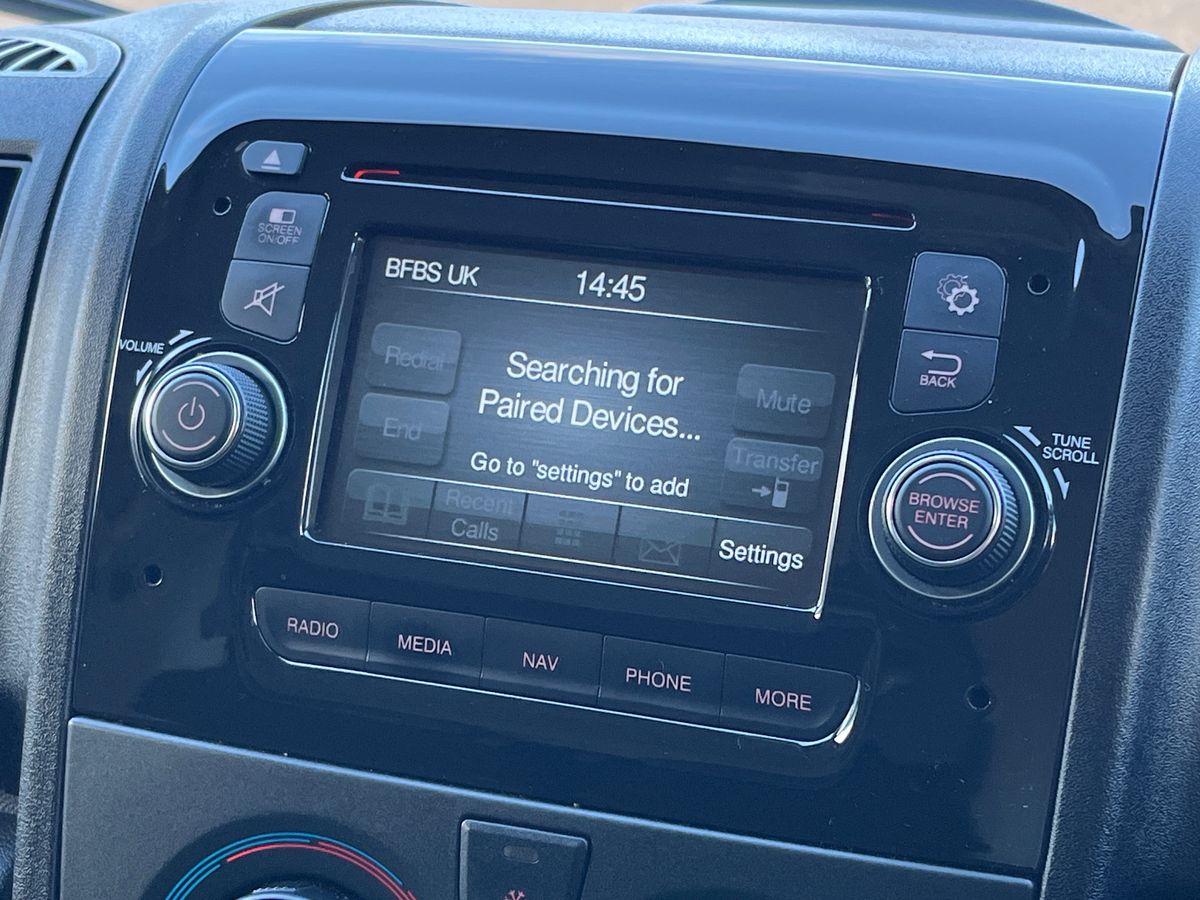 SCREEN
ON/OFF
VOLUME
BFBS UK
14:45
Redial
Searching for
Paired Devices...
Mute
End
Go to "settings" to add
Transfer
Recent
Calls
Settings
BACK
TUNE
SCROLL
BROWSE
ENTER
RADIO
MEDIA
NAV
PHONE
MORE